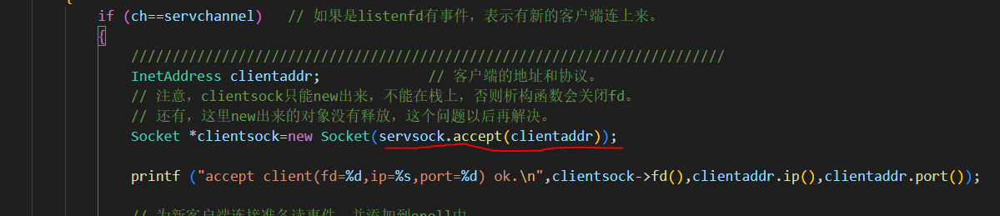 {
if (ch==servchannel)   // 如果是listenfd有事件，表示有新的客户端连上来。
{
////////////////////////////////////////////////////////////////////////
InetAddress clientaddr;             // 客户端的地址和协议。
// 注意，clientsock只能new出来，不能在栈上，否则析构函数会关闭fd。
// 还有，这里new出来的对象没有释放，这个问题以后再解决。
Socket *clientsock=new Socket(servsock.accept(clientaddr));
printf ("accept client(fd=%d,ip=%s,port=%d) ok.\n",clientsock->fd(),clientaddr.ip(),clientaddr.port());
// 为新客户端连接准备读事件，并添加到epoll中